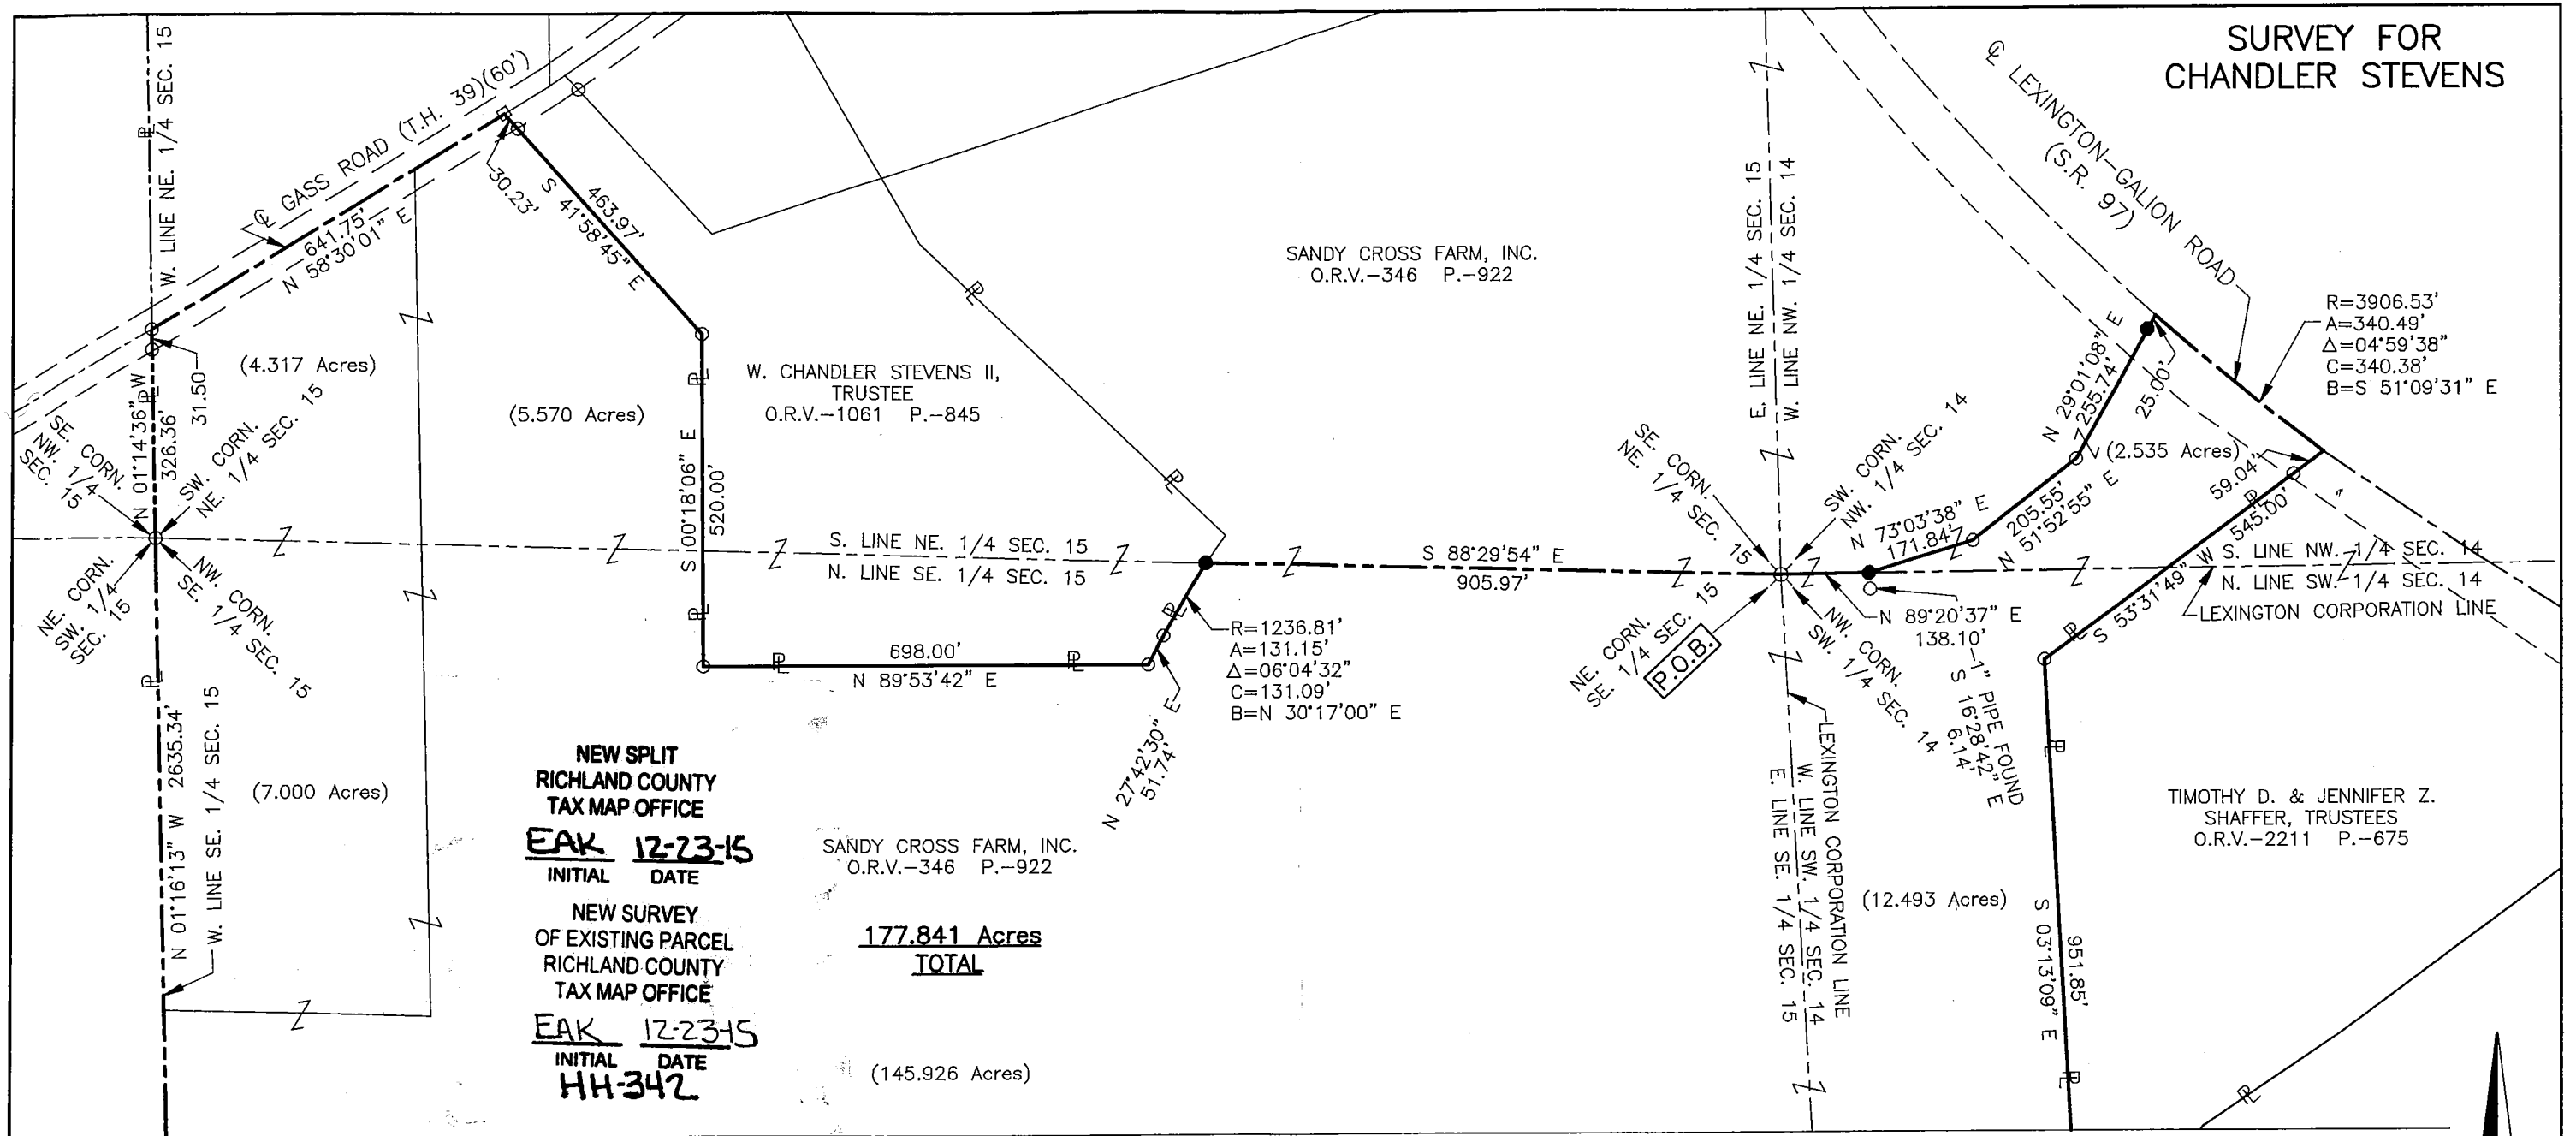 SURVEY FOR
CHANDLER STEVENS
W. LINE NE. 1/4 SEC. 15
℄ GASS ROAD (T.H. 39)(60')
641.75'
N 58°30'01" E
30.23'
463.97'
S 41°58'45" E
31.50
N 01°14'36" W
326.36'
(4.317 Acres)
SE. CORN.
NW. 1/4
SEC. 15
SW. CORN.
NE. 1/4 SEC. 15
NE. CORN.
SW. 1/4
SEC. 15
NW. CORN.
SE. 1/4 SEC. 15
N 01°16'13" W 2635.34'
W. LINE SE. 1/4 SEC. 15
(7.000 Acres)
(5.570 Acres)
W. CHANDLER STEVENS II,
TRUSTEE
O.R.V.-1061 P.-845
S 00°18'06" E
520.00'
S. LINE NE. 1/4 SEC. 15
N. LINE SE. 1/4 SEC. 15
698.00'
N 89°53'42" E
N 27°42'30" E
51.74'
R=1236.81'
A=131.15'
Δ=06°04'32"
C=131.09'
B=N 30°17'00" E
SANDY CROSS FARM, INC.
O.R.V.-346 P.-922
S 88°29'54" E
905.97'
E. LINE NE. 1/4 SEC. 15
W. LINE NW. 1/4 SEC. 14
SE. CORN.
NE. 1/4 SEC. 15
SW. CORN.
NW. 1/4 SEC. 14
NE. CORN.
SE. 1/4 SEC. 15
P.O.B.
NW. CORN.
SW. 1/4 SEC. 14
N 89°20'37" E
138.10'
1" PIPE FOUND
S 16°28'42" E
6.14'
N 73°03'38" E
171.84'
205.55'
N 51°52'55" E
N 29°01'08" E
255.74'
25.00'
℄ LEXINGTON-GALION ROAD
(S.R. 97)
R=3906.53'
A=340.49'
Δ=04°59'38"
C=340.38'
B=S 51°09'31" E
(2.535 Acres)
59.04'
545.00'
S 53°31'49" W
S. LINE NW. 1/4 SEC. 14
N. LINE SW. 1/4 SEC. 14
LEXINGTON CORPORATION LINE
LEXINGTON CORPORATION LINE
W. LINE SW. 1/4 SEC. 14
E. LINE SE. 1/4 SEC. 15
(12.493 Acres)
S 03°13'09" E
951.85'
TIMOTHY D. & JENNIFER Z.
SHAFFER, TRUSTEES
O.R.V.-2211 P.-675
NEW SPLIT
RICHLAND COUNTY
TAX MAP OFFICE
EAK 12-23-15
INITIAL DATE
NEW SURVEY
OF EXISTING PARCEL
RICHLAND COUNTY
TAX MAP OFFICE
EAK 12-23-15
INITIAL DATE
HH-342
SANDY CROSS FARM, INC.
O.R.V.-346 P.-922
177.841 Acres
TOTAL
(145.926 Acres)